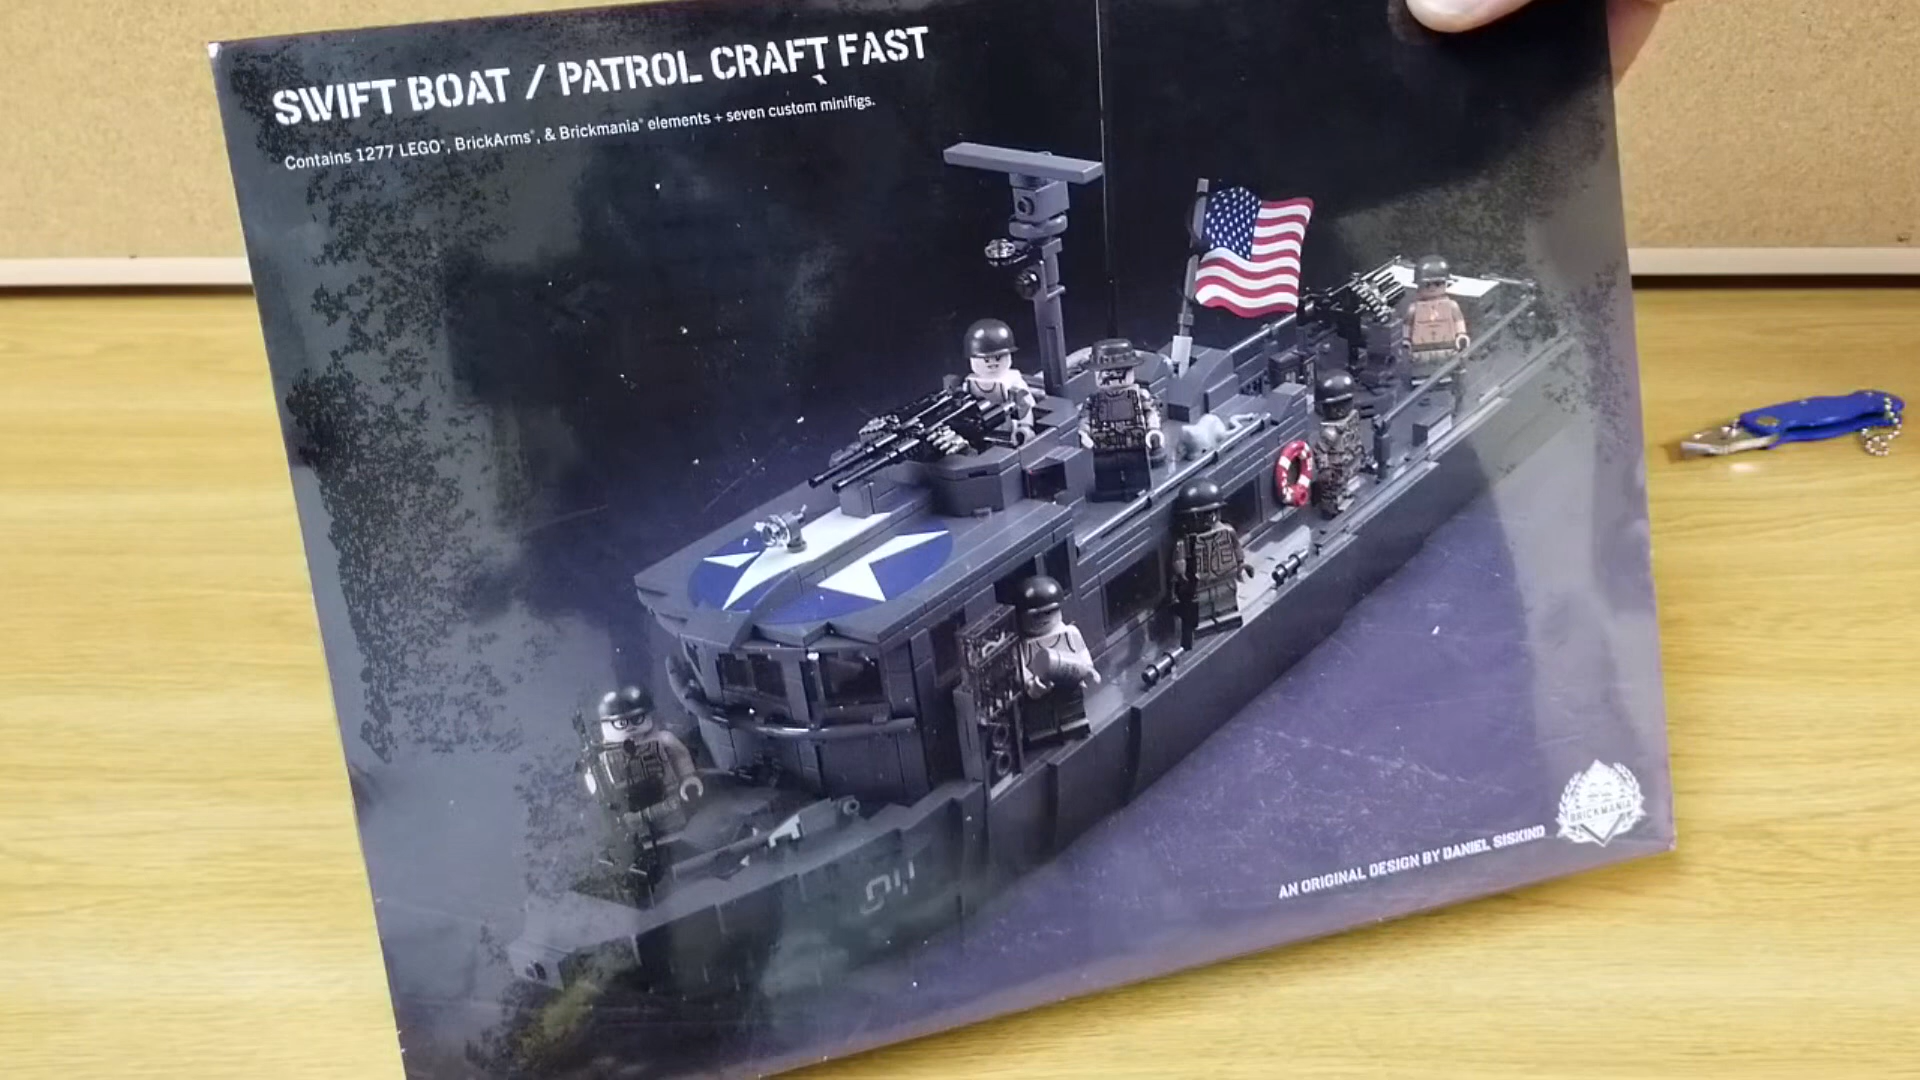 SWIFT BOAT / PATROL CRAFT FAST
Contains 1277 LEGO®, BrickArms®, & Brickmania® elements + seven custom minifigs.
BRICKMANIA
AN ORIGINAL DESIGN BY DANIEL SISKIND